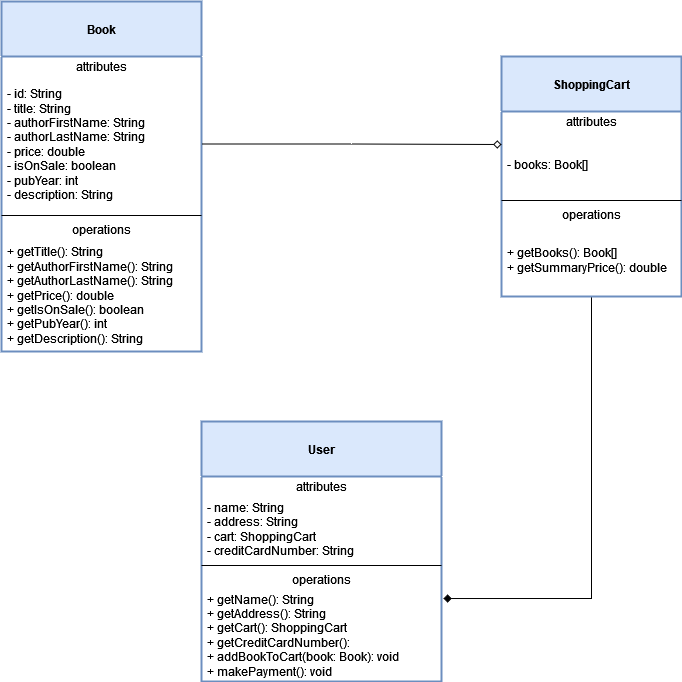 Book
attributes
- id: String
- title: String
- authorFirstName: String
- authorLastName: String
- price: double
- isOnSale: boolean
- pubYear: int
- description: String
operations
+ getTitle(): String
+ getAuthorFirstName(): String
+ getAuthorLastName(): String
+ getPrice(): double
+ getIsOnSale(): boolean
+ getPubYear(): int
+ getDescription(): String
ShoppingCart
attributes
- books: Book[]
operations
+ getBooks(): Book[]
+ getSummaryPrice(): double
User
attributes
- name: String
- address: String
- cart: ShoppingCart
- creditCardNumber: String
operations
+ getName(): String
+ getAddress(): String
+ getCart(): ShoppingCart
+ getCreditCardNumber():
+ addBookToCart(book: Book): void
+ makePayment(): void